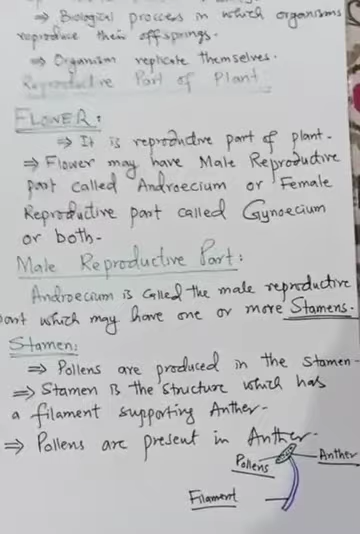 ⇒ Biological process in which organisms
reproduce their offsprings.
⇒ Organism replicate themselves.
Reproductive Part of Plant
FLOWER:
⇒ It is reproductive part of plant.
⇒ Flower may have Male Reproductive
part called Androecium or Female
Reproductive part called Gynoecium
or both.
Male Reproductive Part:
Androecium is called the male reproductive
part which may have one or more Stamens.
Stamen:
⇒ Pollens are produced in the stamen.
⇒ Stamen is the structure which has
a filament supporting Anther.
⇒ Pollens are present in Anther.
Pollens
Anther
Filament